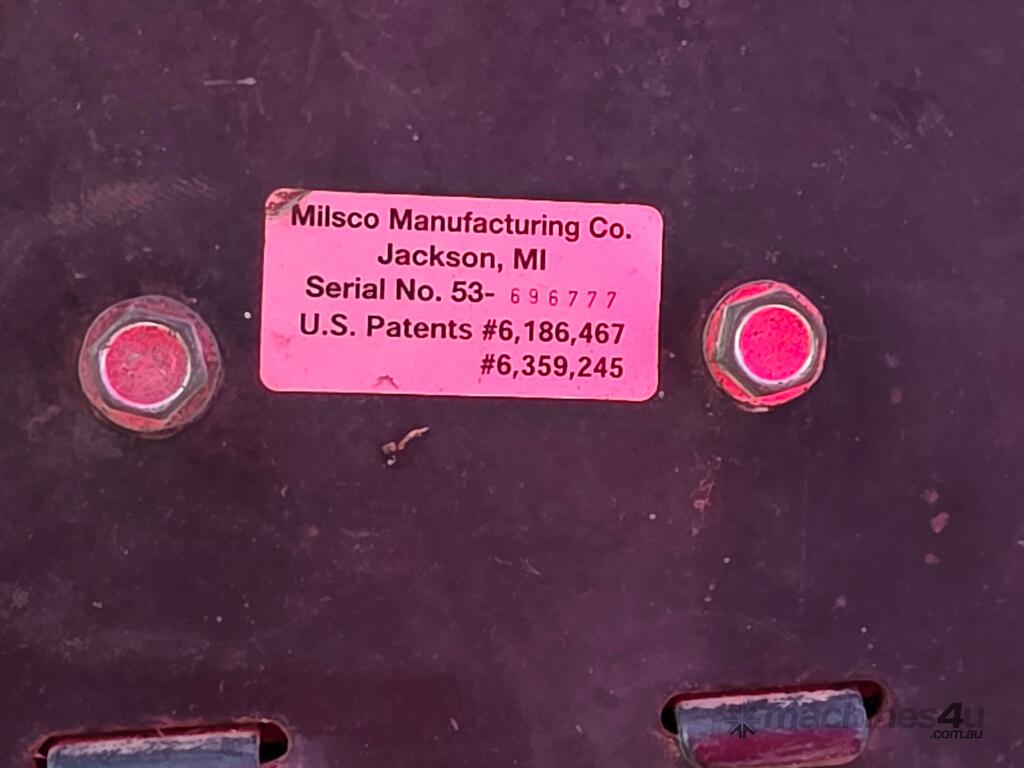 Milsco Manufacturing Co.
Jackson, MI
Serial No. 53- 696777
U.S. Patents #6,186,467
#6,359,245
machines4u
.com.au